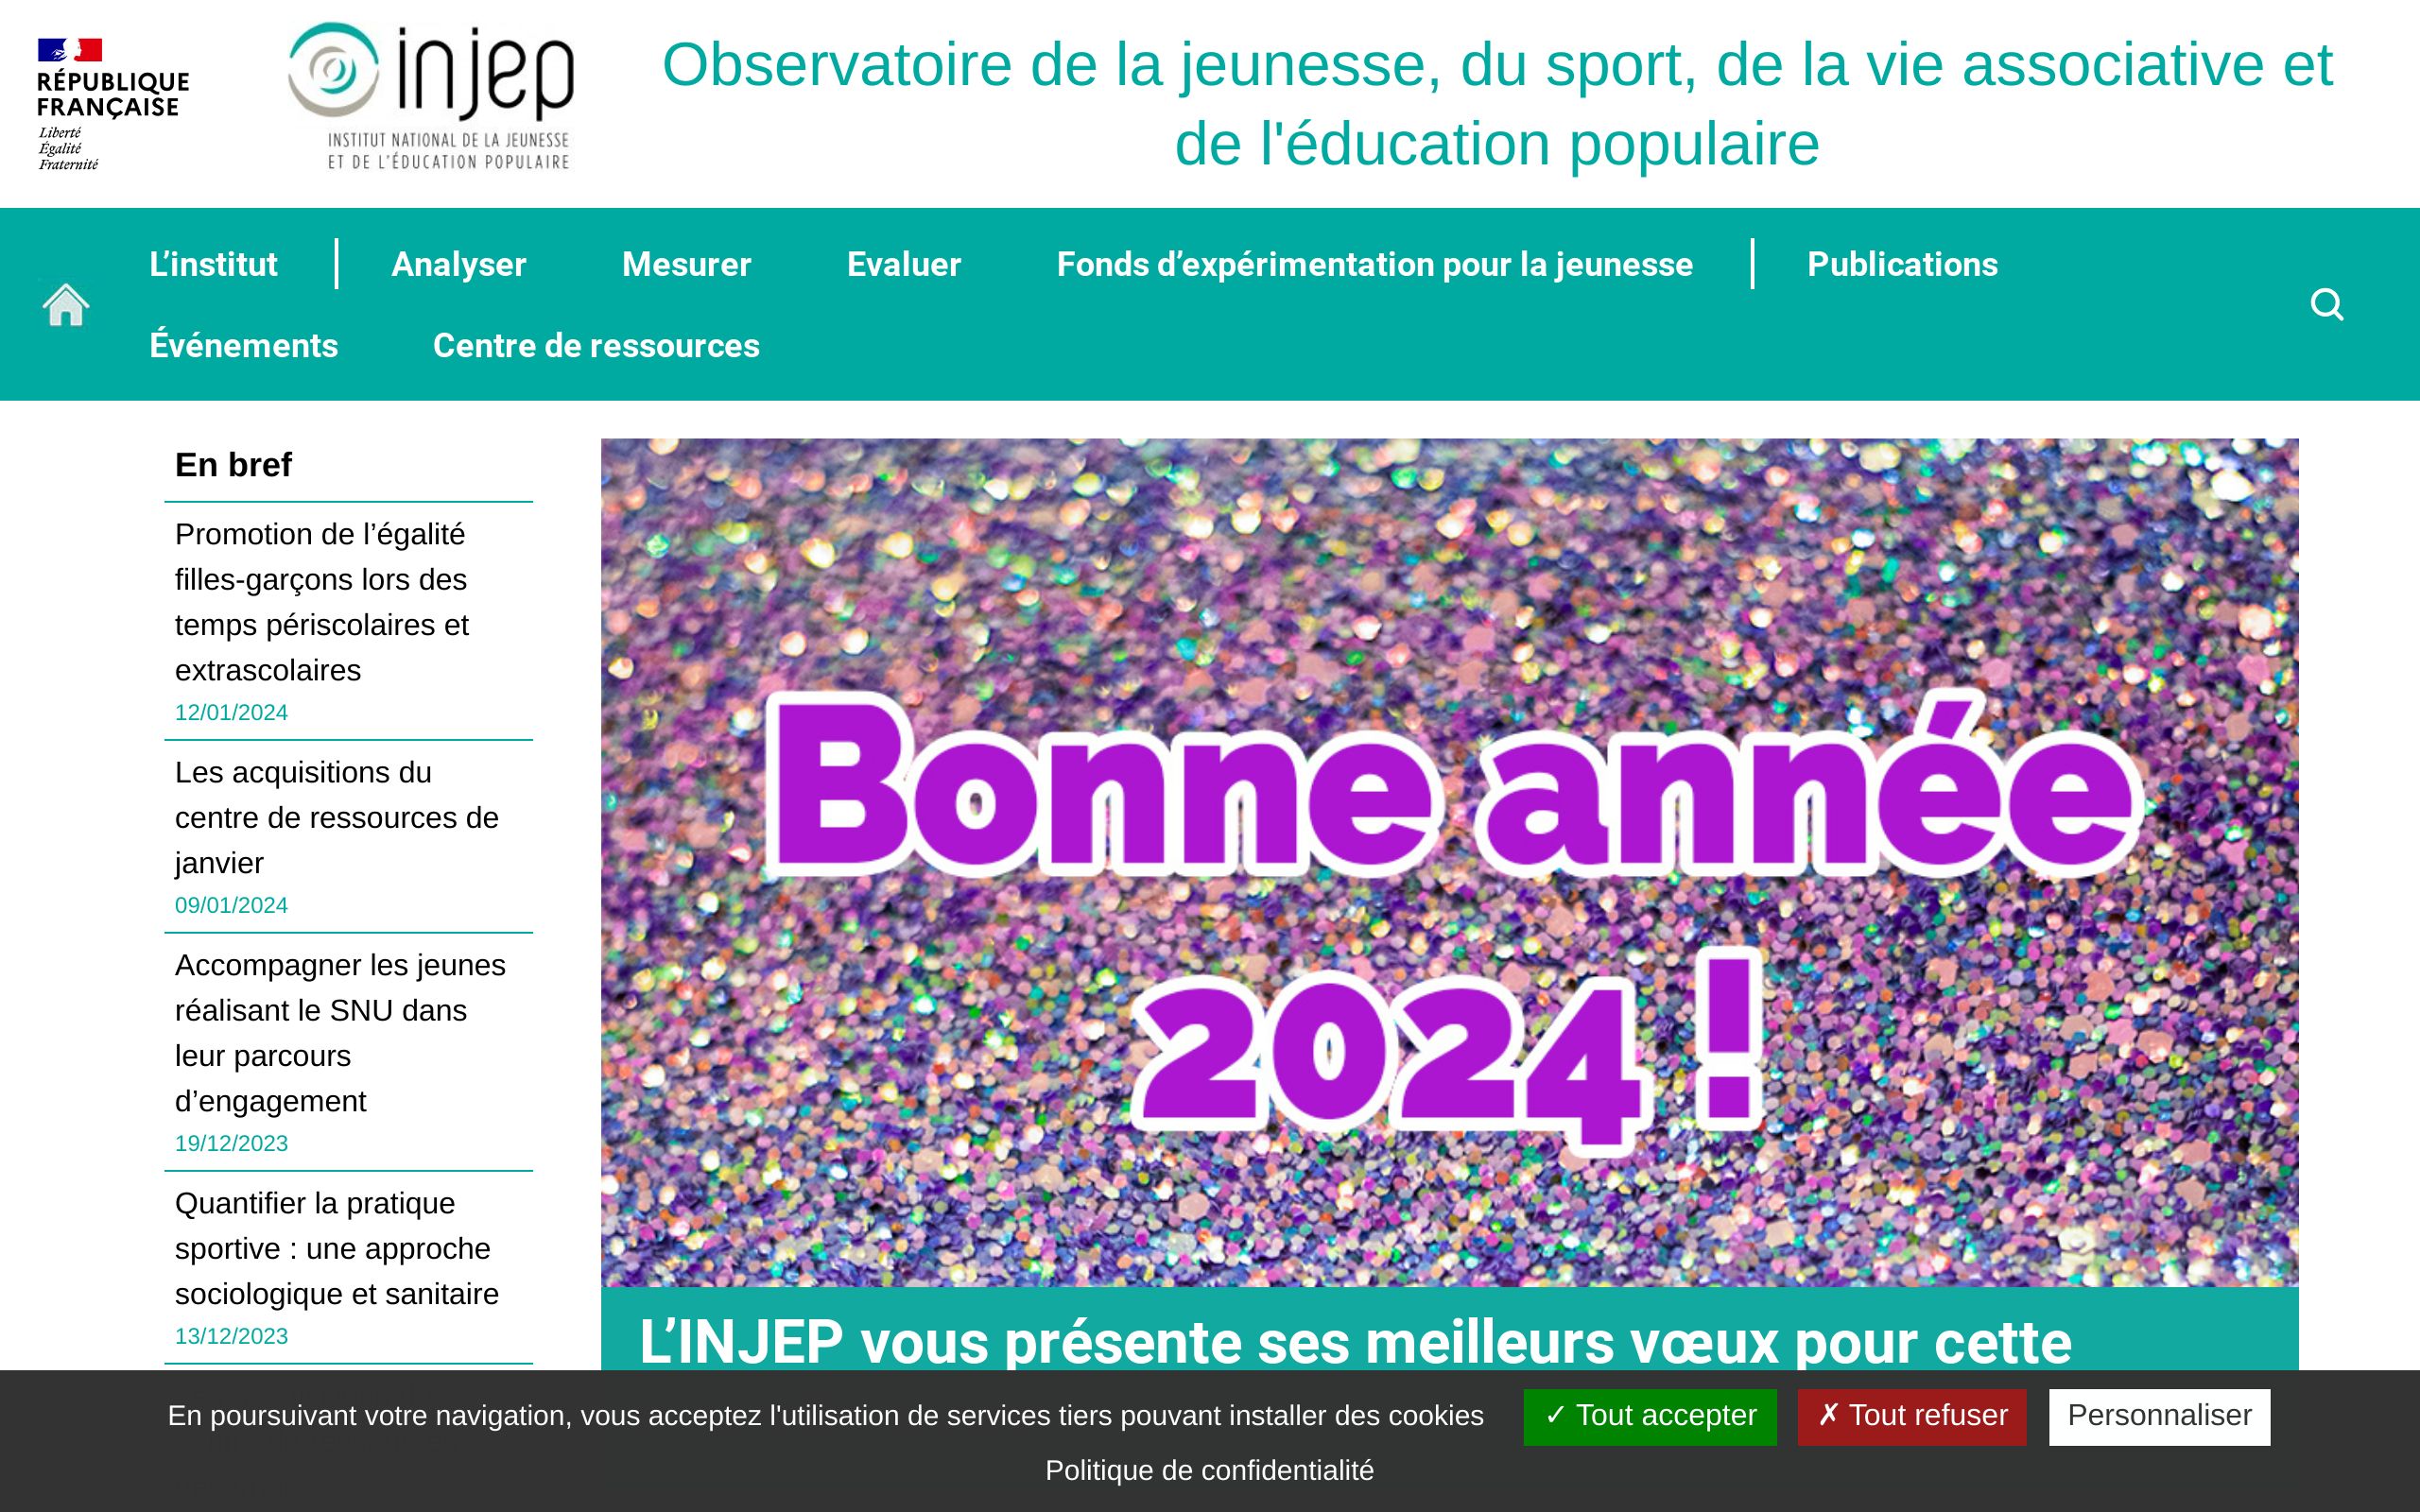 RÉPUBLIQUE
FRANÇAISE
Liberté
Égalité
Fraternité
injep
INSTITUT NATIONAL DE LA JEUNESSE
ET DE L'ÉDUCATION POPULAIRE
Observatoire de la jeunesse, du sport, de la vie associative et
de l'éducation populaire
L’institut
Analyser
Mesurer
Evaluer
Fonds d’expérimentation pour la jeunesse
Publications
Événements
Centre de ressources
En bref
Promotion de l’égalité
filles-garçons lors des
temps périscolaires et
extrascolaires
12/01/2024
Les acquisitions du
centre de ressources de
janvier
09/01/2024
Accompagner les jeunes
réalisant le SNU dans
leur parcours
d’engagement
19/12/2023
Quantifier la pratique
sportive : une approche
sociologique et sanitaire
13/12/2023
Bonne année
2024 !
L’INJEP vous présente ses meilleurs vœux pour cette
En poursuivant votre navigation, vous acceptez l'utilisation de services tiers pouvant installer des cookies
✓ Tout accepter
✗ Tout refuser
Personnaliser
Politique de confidentialité